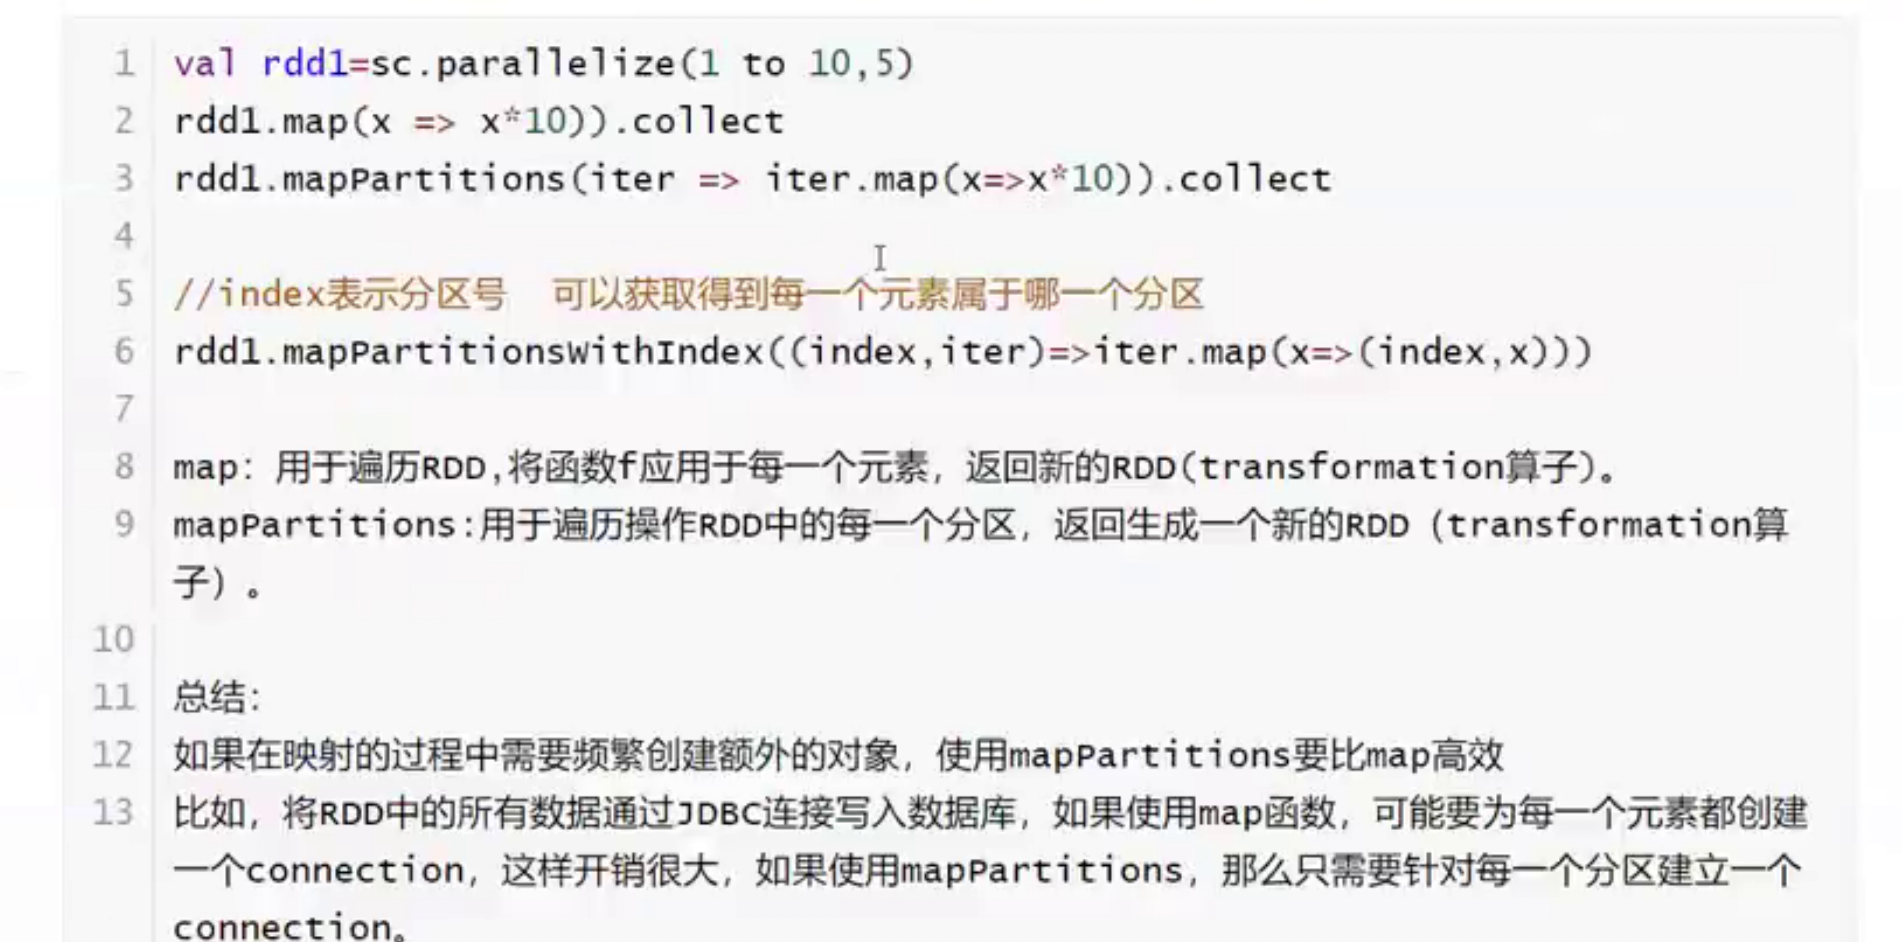 1 val rdd1=sc.parallelize(1 to 10,5)
2 rdd1.map(x => x*10)).collect
3 rdd1.mapPartitions(iter => iter.map(x=>x*10)).collect
4
5 //index表示分区号  可以获取得到每一个元素属于哪一个分区
6 rdd1.mapPartitionsWithIndex((index,iter)=>iter.map(x=>(index,x)))
7
8 map: 用于遍历RDD,将函数f应用于每一个元素，返回新的RDD(transformation算子)。
9 mapPartitions:用于遍历操作RDD中的每一个分区，返回生成一个新的RDD（transformation算
子）。
10
11 总结:
12 如果在映射的过程中需要频繁创建额外的对象，使用mapPartitions要比map高效
13 比如，将RDD中的所有数据通过JDBC连接写入数据库，如果使用map函数，可能要为每一个元素都创建
一个connection，这样开销很大，如果使用mapPartitions，那么只需要针对每一个分区建立一个
connection。